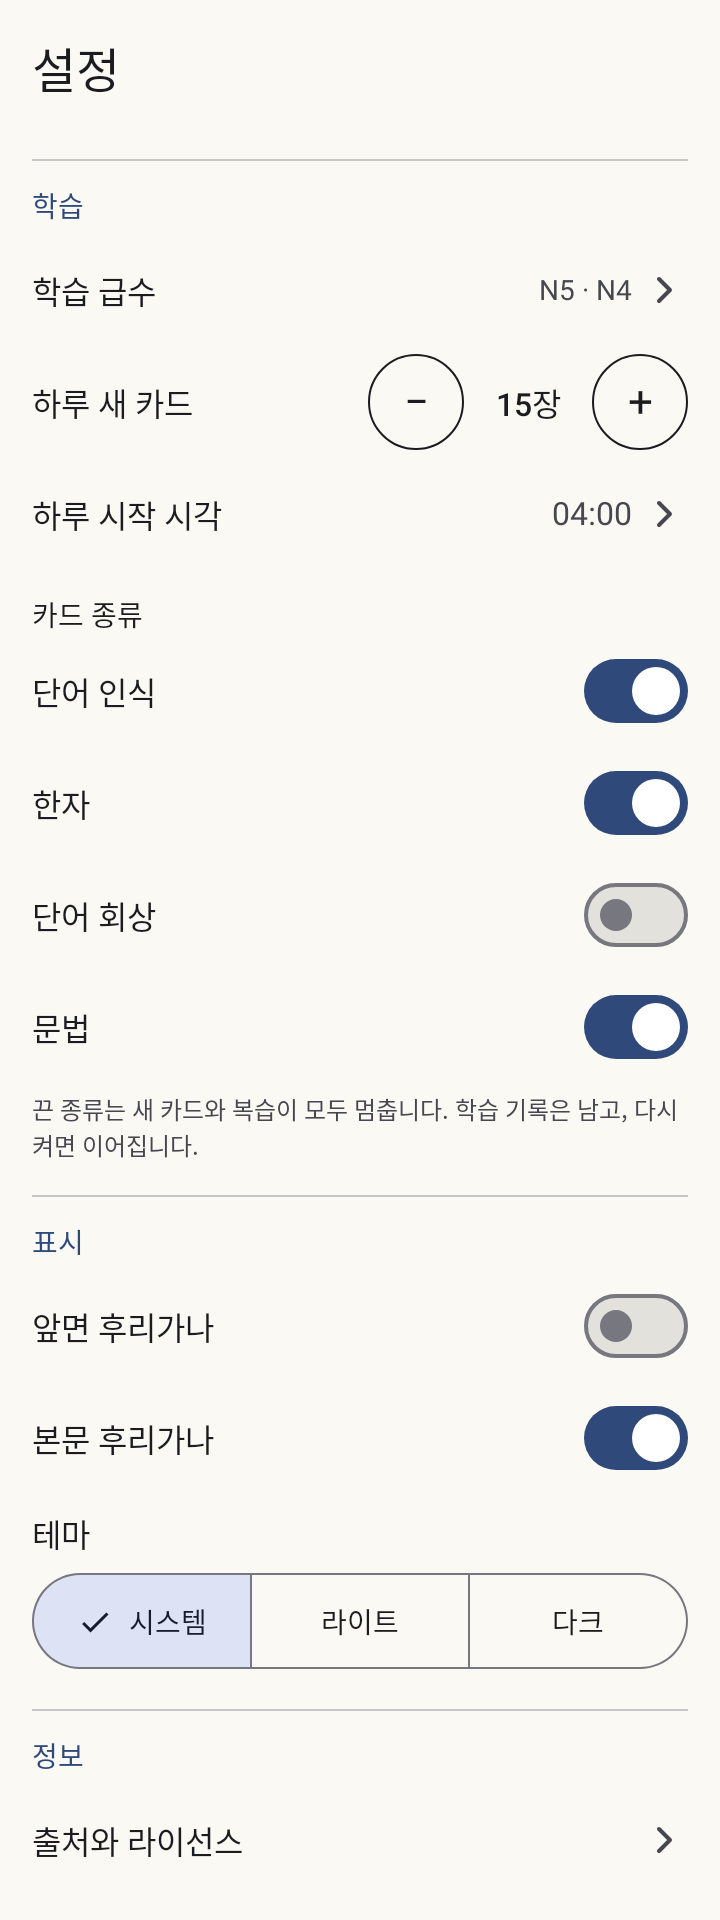 설정
학습
학습 급수 N5 · N4
하루 새 카드 − 15장 +
하루 시작 시각 04:00
카드 종류
단어 인식
한자
단어 회상
문법
끈 종류는 새 카드와 복습이 모두 멈춥니다. 학습 기록은 남고, 다시
켜면 이어집니다.
표시
앞면 후리가나
본문 후리가나
테마
시스템 라이트 다크
정보
출처와 라이선스